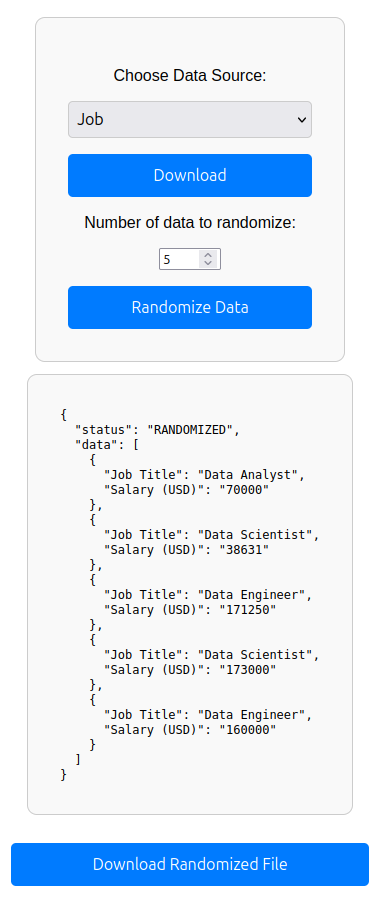 Choose Data Source:
Job
Download
Number of data to randomize:
5
Randomize Data
{
  "status": "RANDOMIZED",
  "data": [
    {
      "Job Title": "Data Analyst",
      "Salary (USD)": "70000"
    },
    {
      "Job Title": "Data Scientist",
      "Salary (USD)": "38631"
    },
    {
      "Job Title": "Data Engineer",
      "Salary (USD)": "171250"
    },
    {
      "Job Title": "Data Scientist",
      "Salary (USD)": "173000"
    },
    {
      "Job Title": "Data Engineer",
      "Salary (USD)": "160000"
    }
  ]
}
Download Randomized File